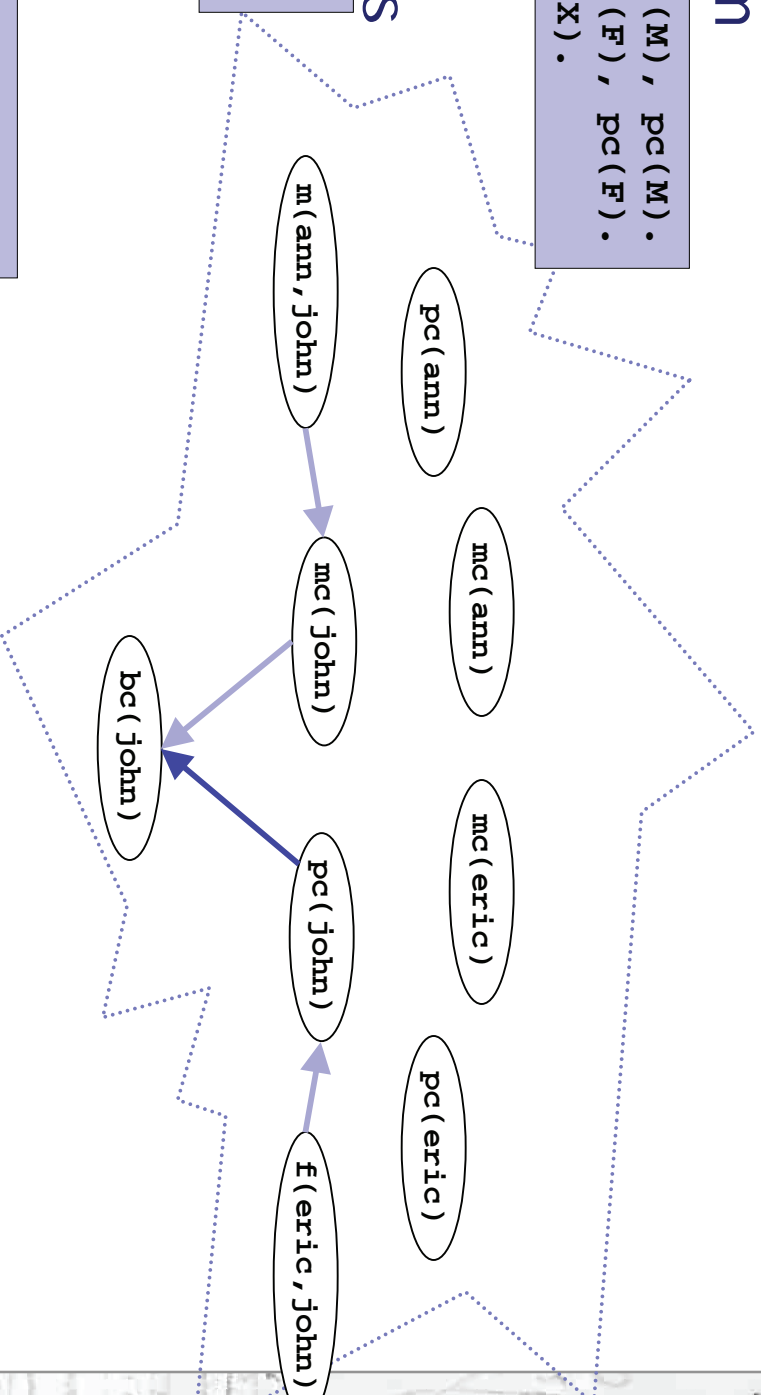 m
(M), pc(M).
(F), pc(F).
X).
s
pc(ann)
mc(ann)
mc(eric)
pc(eric)
m(ann,john)
mc(john)
pc(john)
f(eric,john)
bc(john)